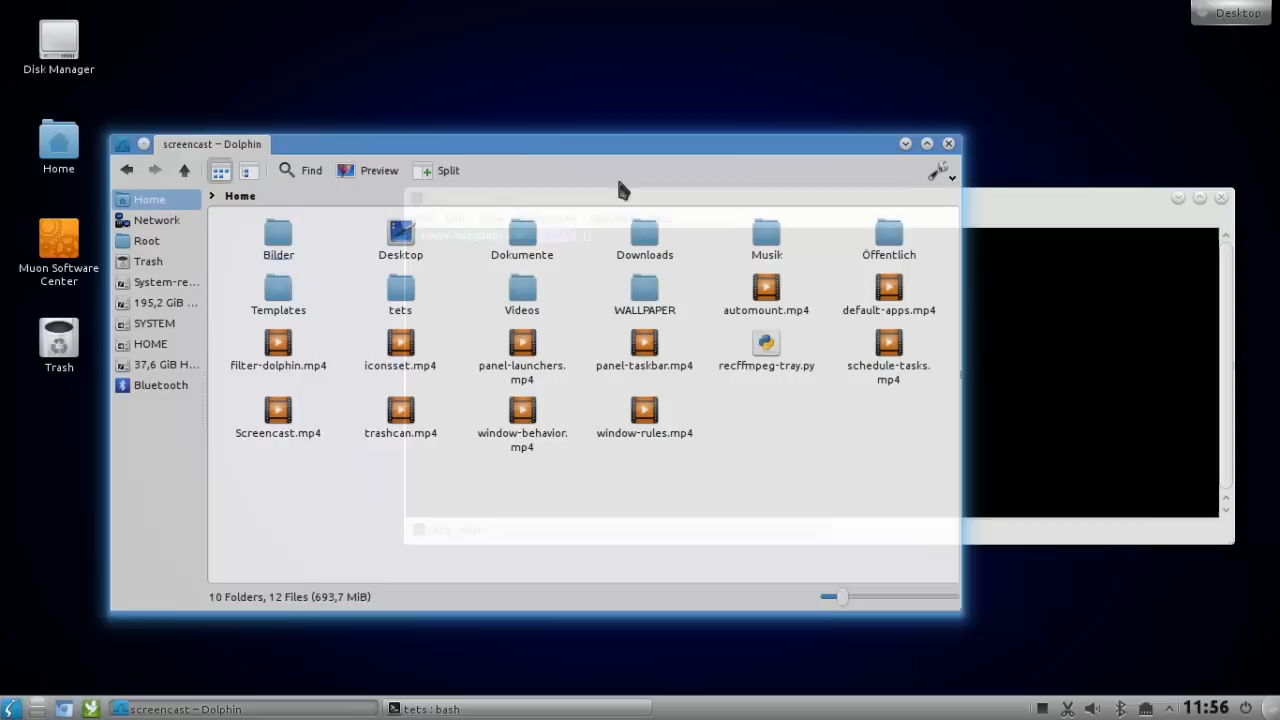 Desktop
Disk Manager
Home
Muon Software
Center
Trash
screencast – Dolphin
Find
Preview
Split
Home
Network
Root
Trash
System-re...
195,2 GiB ...
SYSTEM
HOME
37,6 GiB H...
Bluetooth
Home
Bilder
Desktop
Dokumente
Downloads
Musik
Öffentlich
Templates
tets
Videos
WALLPAPER
automount.mp4
default-apps.mp4
filter-dolphin.mp4
iconsset.mp4
panel-launchers.
mp4
panel-taskbar.mp4
recffmpeg-tray.py
schedule-tasks.
mp4
Screencast.mp4
trashcan.mp4
window-behavior.
mp4
window-rules.mp4
10 Folders, 12 Files (693,7 MiB)
screencast – Dolphin
tets : bash
11:56